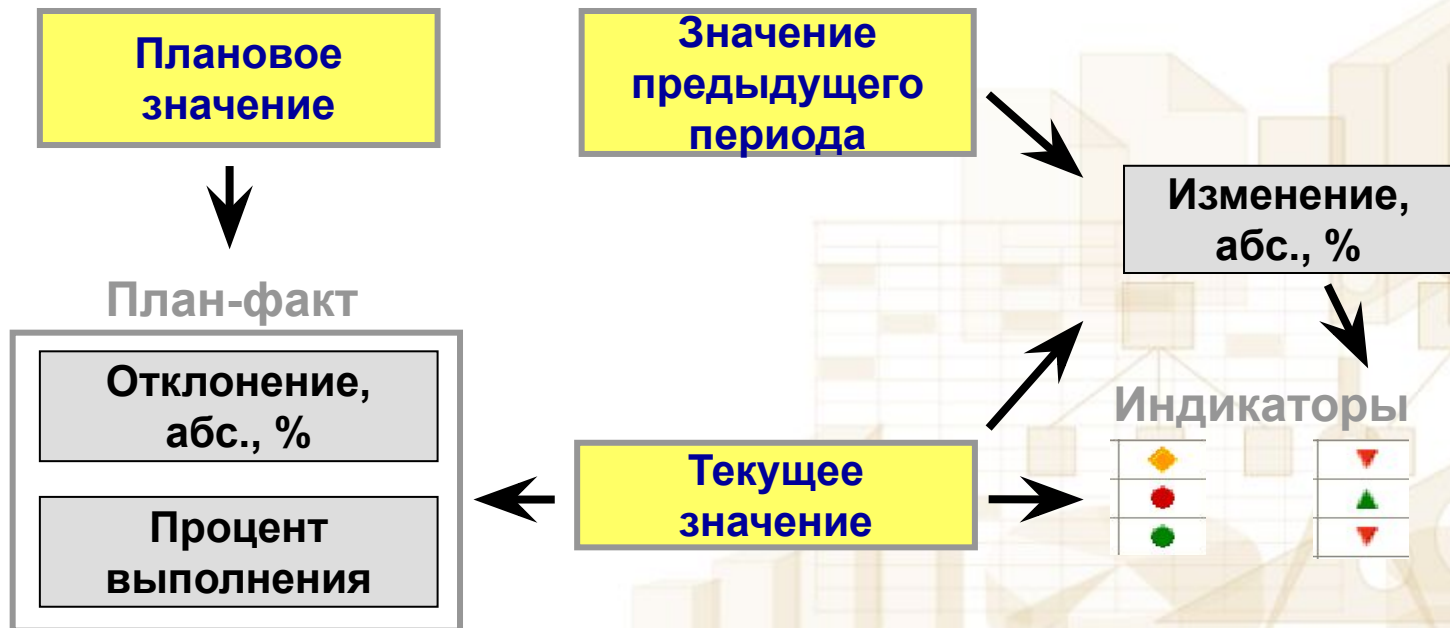 Плановое
значение
Значение
предыдущего
периода
Изменение,
абс., %
План-факт
Отклонение,
абс., %
Процент
выполнения
Текущее
значение
Индикаторы